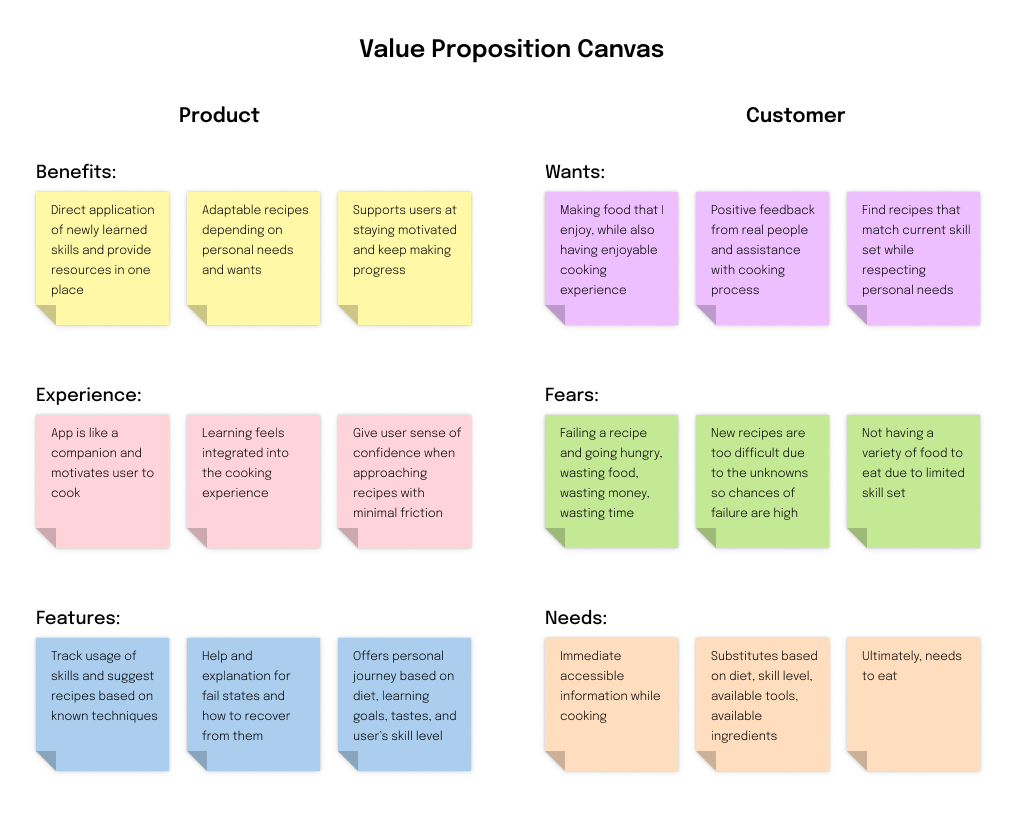 Value Proposition Canvas
Product
Benefits:
Direct application
of newly learned
skills and provide
resources in one
place
Adaptable recipes
depending on
personal needs
and wants
Supports users at
staying motivated
and keep making
progress
Experience:
App is like a
companion and
motivates user to
cook
Learning feels
integrated into
the cooking
experience
Give user sense of
confidence when
approaching
recipes with
minimal friction
Features:
Track usage of
skills and suggest
recipes based on
known techniques
Help and
explanation for
fail states and
how to recover
from them
Offers personal
journey based on
diet, learning
goals, tastes, and
user's skill level
Customer
Wants:
Making food that I
enjoy, while also
having enjoyable
cooking
experience
Positive feedback
from real people
and assistance
with cooking
process
Find recipes that
match current skill
set while
respecting
personal needs
Fears:
Failing a recipe
and going hungry,
wasting food,
wasting money,
wasting time
New recipes are
too difficult due
to the unknowns
so chances of
failure are high
Not having a
variety of food to
eat due to limited
skill set
Needs:
Immediate
accessible
information while
cooking
Substitutes based
on diet, skill level,
available tools,
available
ingredients
Ultimately, needs
to eat